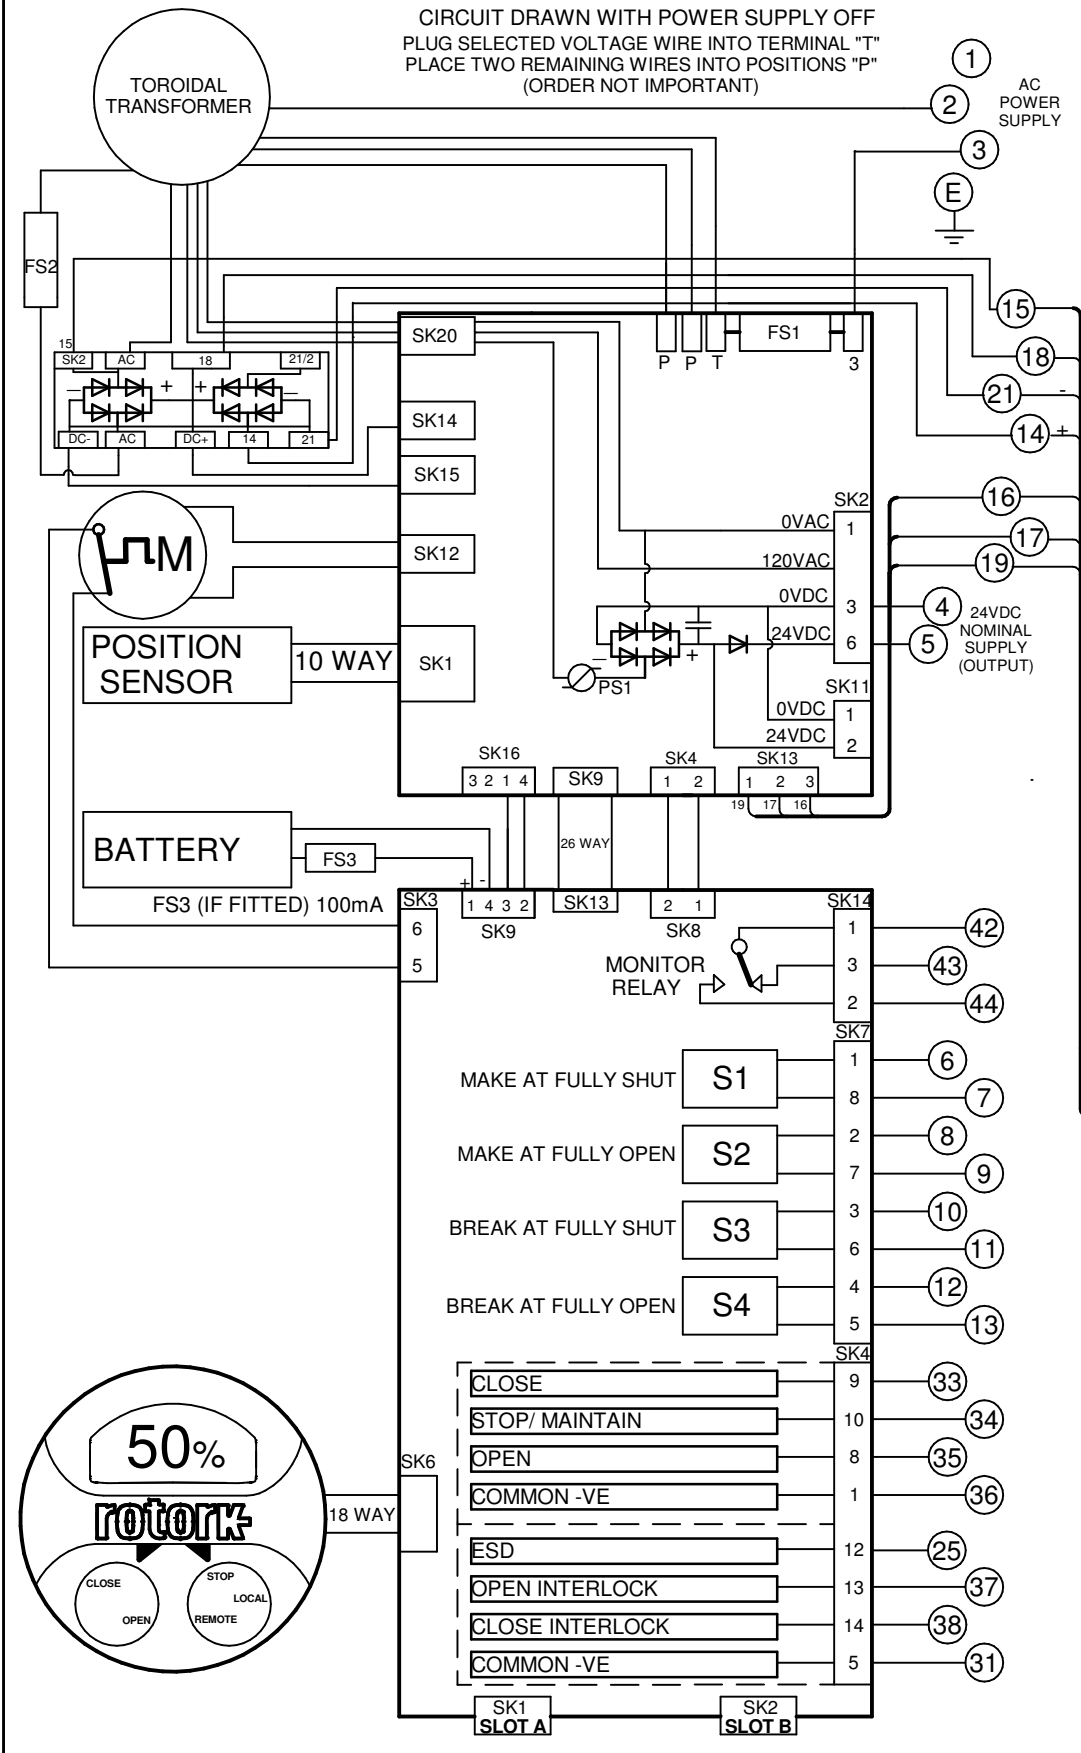 CIRCUIT DRAWN WITH POWER SUPPLY OFF
PLUG SELECTED VOLTAGE WIRE INTO TERMINAL "T"
PLACE TWO REMAINING WIRES INTO POSITIONS "P"
(ORDER NOT IMPORTANT)
TOROIDAL
TRANSFORMER
1
2
3
E
AC
POWER
SUPPLY
FS2
15
SK2 AC 18 21/2
— + + —
DC- AC DC+ 14 21
SK20
SK14
SK15
SK12
SK1
P P T FS1 3
15
18
21 -
14 +
16
17
19
M
POSITION
SENSOR
10 WAY
SK2
0VAC 1
120VAC
0VDC 3
24VDC 6
4
5
24VDC
NOMINAL
SUPPLY
(OUTPUT)
— +
PS1
SK11
0VDC 1
24VDC 2
SK16
3 2 1 4
SK9
SK4
1 2
SK13
1 2 3
19 17 16
BATTERY
FS3
26 WAY
FS3 (IF FITTED) 100mA
+ -
SK3
6
5
1 4 3 2
SK9
SK13
2 1
SK8
SK14
1 42
MONITOR
RELAY
3 43
2 44
SK7
MAKE AT FULLY SHUT S1 1 6
8 7
MAKE AT FULLY OPEN S2 2 8
7 9
BREAK AT FULLY SHUT S3 3 10
6 11
BREAK AT FULLY OPEN S4 4 12
5 13
SK4
CLOSE 9 33
STOP/ MAINTAIN 10 34
OPEN 8 35
COMMON -VE 1 36
ESD 12 25
OPEN INTERLOCK 13 37
CLOSE INTERLOCK 14 38
COMMON -VE 5 31
50%
rotork
CLOSE
OPEN
STOP
LOCAL
REMOTE
18 WAY
SK6
SK1
SLOT A
SK2
SLOT B